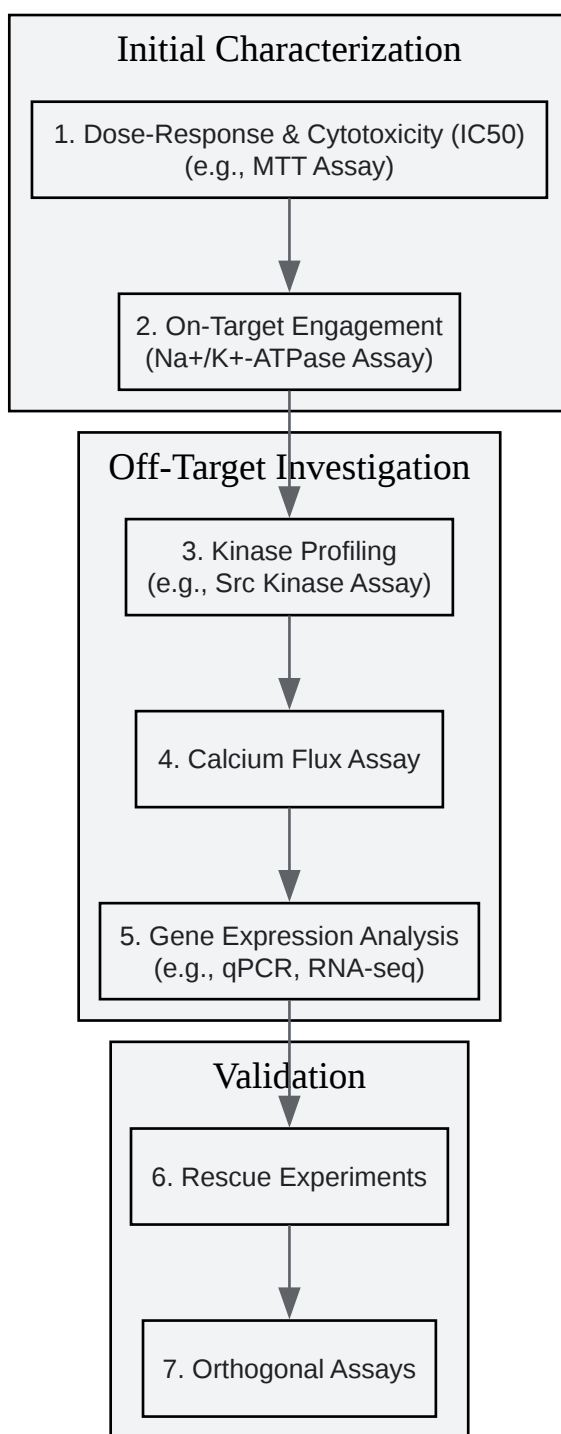 Initial Characterization
1. Dose-Response & Cytotoxicity (IC50)
(e.g., MTT Assay)
2. On-Target Engagement
(Na+/K+-ATPase Assay)
Off-Target Investigation
3. Kinase Profiling
(e.g., Src Kinase Assay)
4. Calcium Flux Assay
5. Gene Expression Analysis
(e.g., qPCR, RNA-seq)
Validation
6. Rescue Experiments
7. Orthogonal Assays